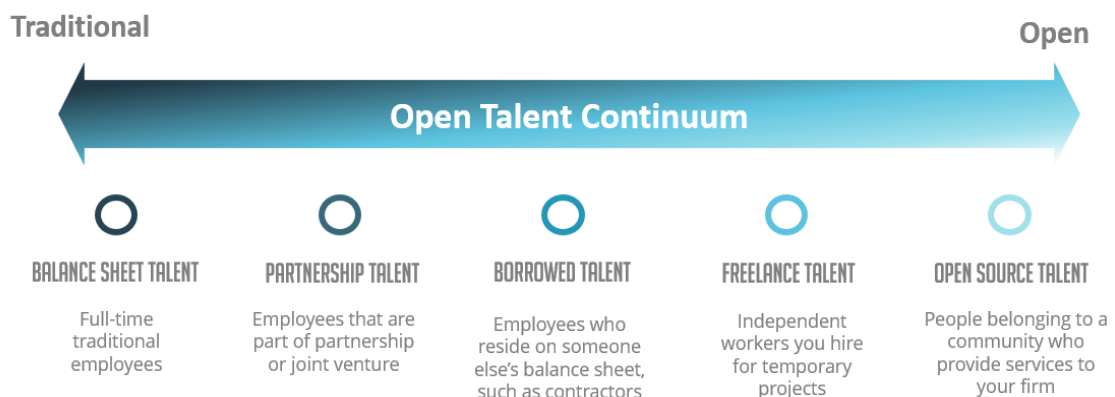 Traditional
Open
Open Talent Continuum
BALANCE SHEET TALENT
Full-time
traditional
employees
PARTNERSHIP TALENT
Employees that are
part of partnership
or joint venture
BORROWED TALENT
Employees who
reside on someone
else's balance sheet,
such as contractors
FREELANCE TALENT
Independent
workers you hire
for temporary
projects
OPEN SOURCE TALENT
People belonging to a
community who
provide services to
your firm